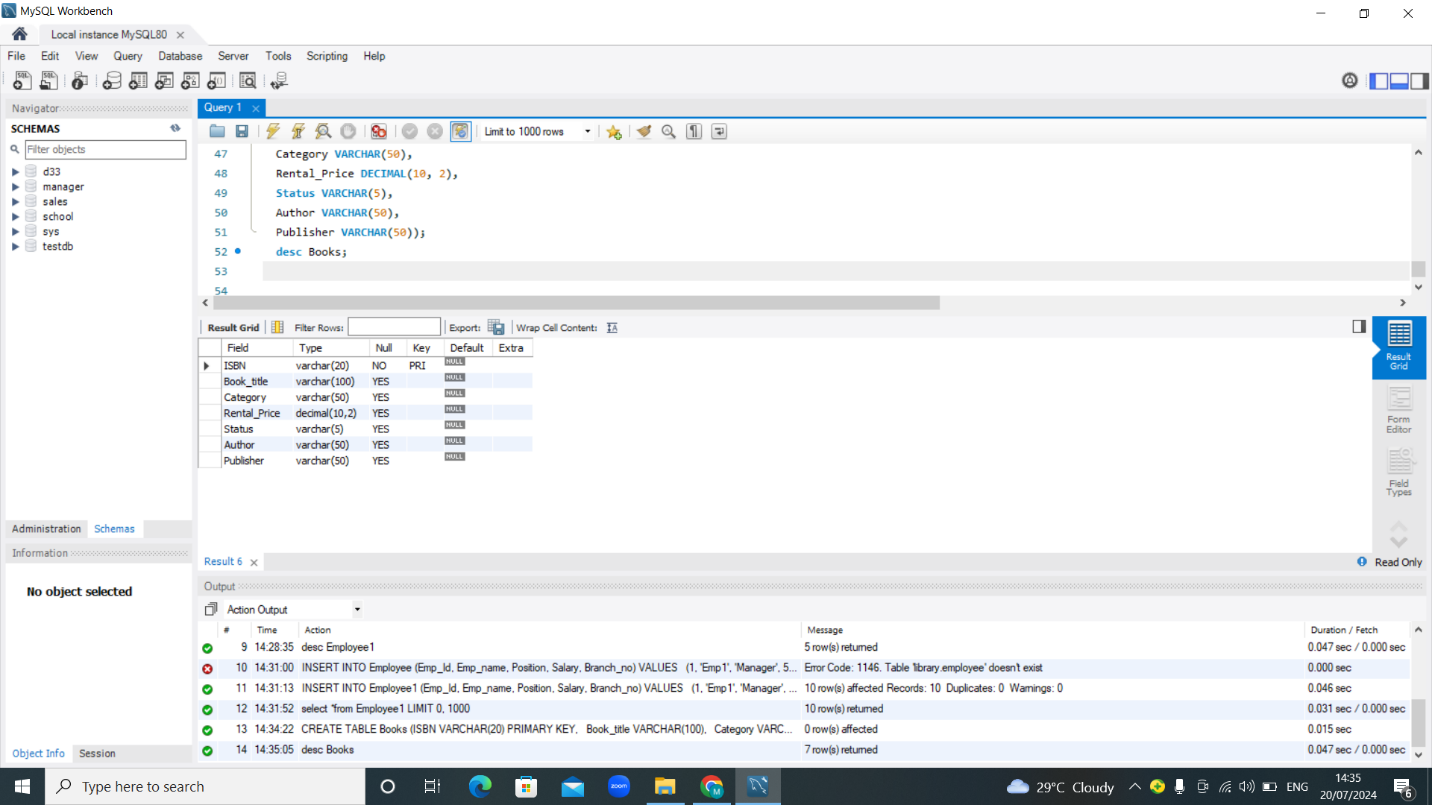 MySQL Workbench
Local instance MySQL80
File Edit View Query Database Server Tools Scripting Help
Navigator
SCHEMAS
Filter objects
d33
manager
sales
school
sys
testdb
Administration Schemas
Information
No object selected
Object Info Session
Query 1
Limit to 1000 rows
47 Category VARCHAR(50),
48 Rental_Price DECIMAL(10, 2),
49 Status VARCHAR(5),
50 Author VARCHAR(50),
51 Publisher VARCHAR(50));
52 desc Books;
53
54
Result Grid Filter Rows: Export: Wrap Cell Content:
Field Type Null Key Default Extra
ISBN varchar(20) NO PRI NULL
Book_title varchar(100) YES NULL
Category varchar(50) YES NULL
Rental_Price decimal(10,2) YES NULL
Status varchar(5) YES NULL
Author varchar(50) YES NULL
Publisher varchar(50) YES NULL
Result Grid
Form Editor
Field Types
Result 6
Read Only
Output
Action Output
# Time Action Message Duration / Fetch
9 14:28:35 desc Employee1 5 row(s) returned 0.047 sec / 0.000 sec
10 14:31:00 INSERT INTO Employee (Emp_Id, Emp_name, Position, Salary, Branch_no) VALUES (1, 'Emp1', 'Manager', 5... Error Code: 1146. Table 'library.employee' doesn't exist 0.000 sec
11 14:31:13 INSERT INTO Employee1 (Emp_Id, Emp_name, Position, Salary, Branch_no) VALUES (1, 'Emp1', 'Manager', ... 10 row(s) affected Records: 10 Duplicates: 0 Warnings: 0 0.046 sec
12 14:31:52 select *from Employee1 LIMIT 0, 1000 10 row(s) returned 0.031 sec / 0.000 sec
13 14:34:22 CREATE TABLE Books (ISBN VARCHAR(20) PRIMARY KEY, Book_title VARCHAR(100), Category VARC... 0 row(s) affected 0.015 sec
14 14:35:05 desc Books 7 row(s) returned 0.047 sec / 0.000 sec
Type here to search
zoom
M
29°C Cloudy
ENG
14:35
20/07/2024
6